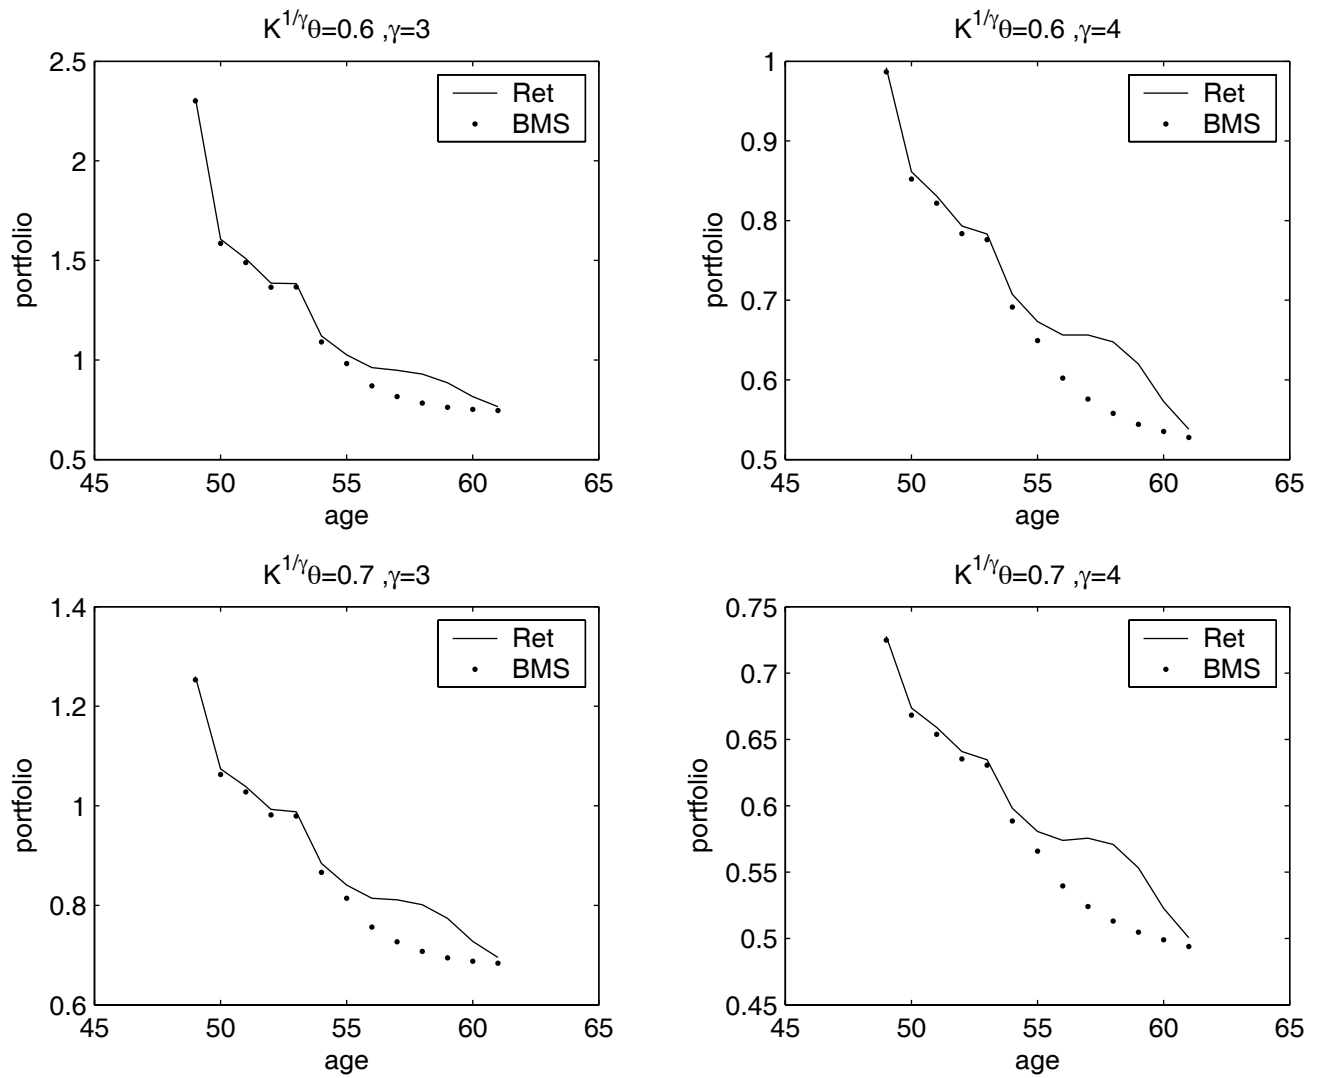 K^{1/γ}θ=0.6 ,γ=3
2.5
2
1.5
1
0.5
portfolio
Ret
BMS
45 50 55 60 65
age
K^{1/γ}θ=0.6 ,γ=4
1
0.9
0.8
0.7
0.6
0.5
portfolio
Ret
BMS
45 50 55 60 65
age
K^{1/γ}θ=0.7 ,γ=3
1.4
1.2
1
0.8
0.6
portfolio
Ret
BMS
45 50 55 60 65
age
K^{1/γ}θ=0.7 ,γ=4
0.75
0.7
0.65
0.6
0.55
0.5
0.45
portfolio
Ret
BMS
45 50 55 60 65
age